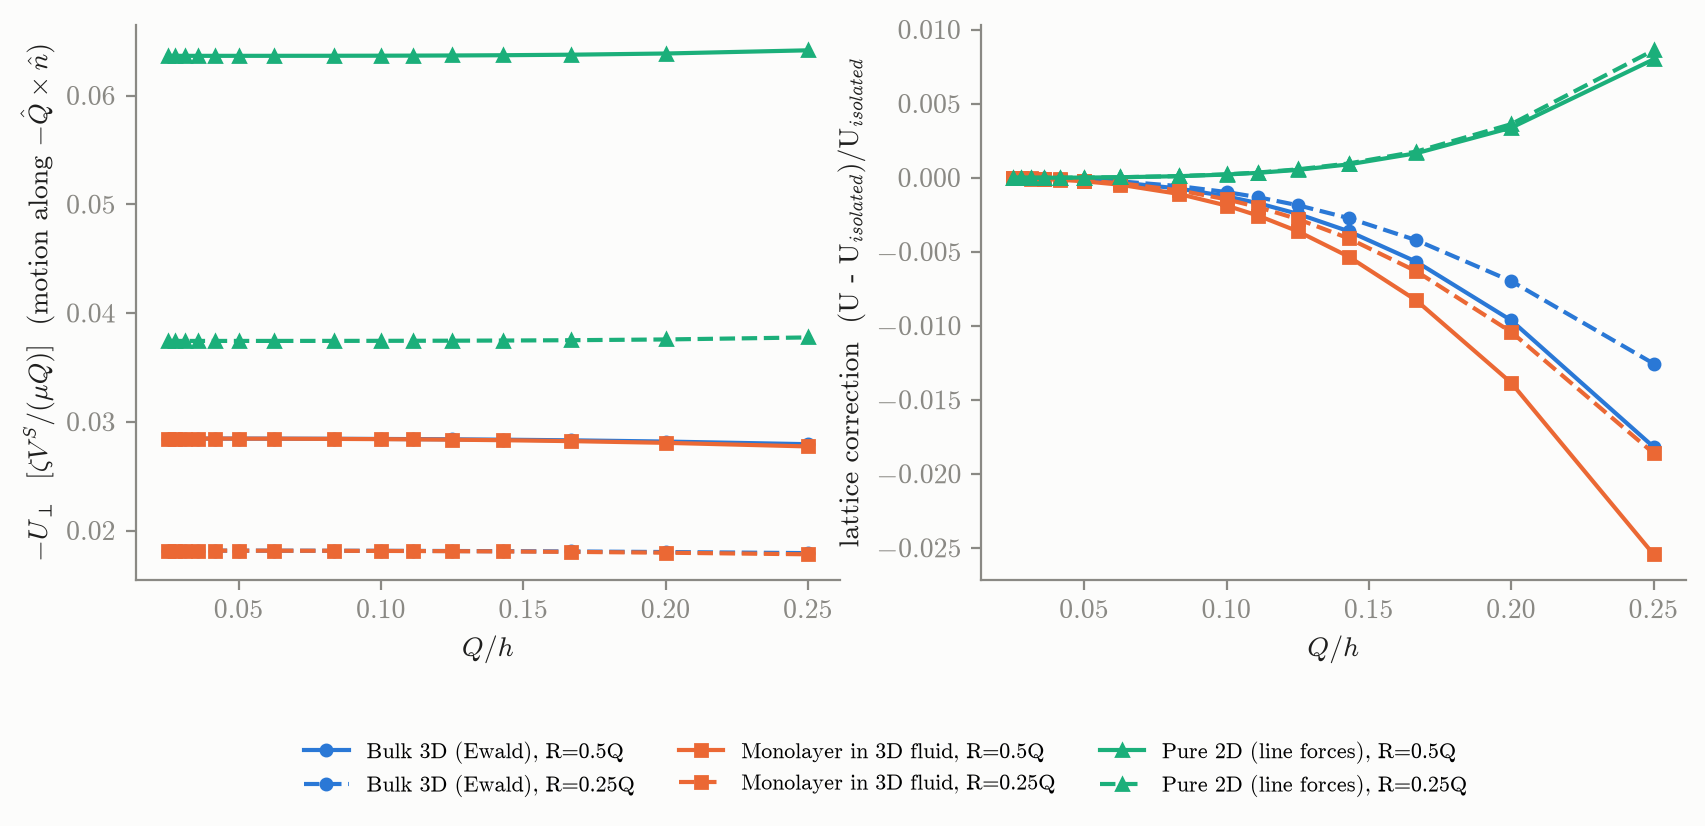 −U⊥ [ζV^S/(μQ)] (motion along −Q̂ × n̂)
0.06
0.05
0.04
0.03
0.02
0.05 0.10 0.15 0.20 0.25
Q/h
lattice correction (U - U_isolated)/U_isolated
0.010
0.005
0.000
−0.005
−0.010
−0.015
−0.020
−0.025
0.05 0.10 0.15 0.20 0.25
Q/h
Bulk 3D (Ewald), R=0.5Q
Bulk 3D (Ewald), R=0.25Q
Monolayer in 3D fluid, R=0.5Q
Monolayer in 3D fluid, R=0.25Q
Pure 2D (line forces), R=0.5Q
Pure 2D (line forces), R=0.25Q